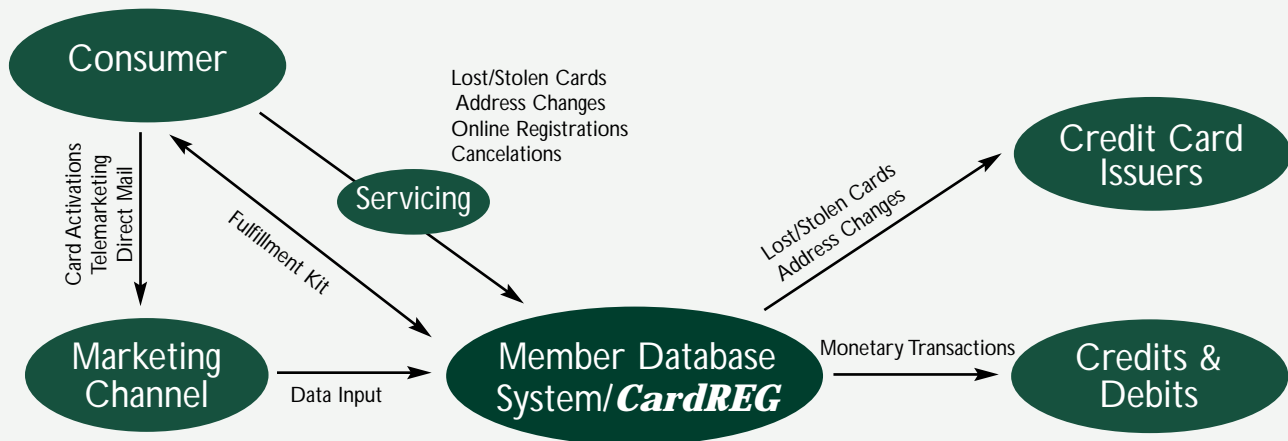 Consumer
Lost/Stolen Cards
Address Changes
Online Registrations
Cancelations
Servicing
Card Activations
Telemarketing
Direct Mail
Fulfillment Kit
Marketing
Channel
Data Input
Member Database
System/CardREG
Lost/Stolen Cards
Address Changes
Credit Card
Issuers
Monetary Transactions
Credits &
Debits